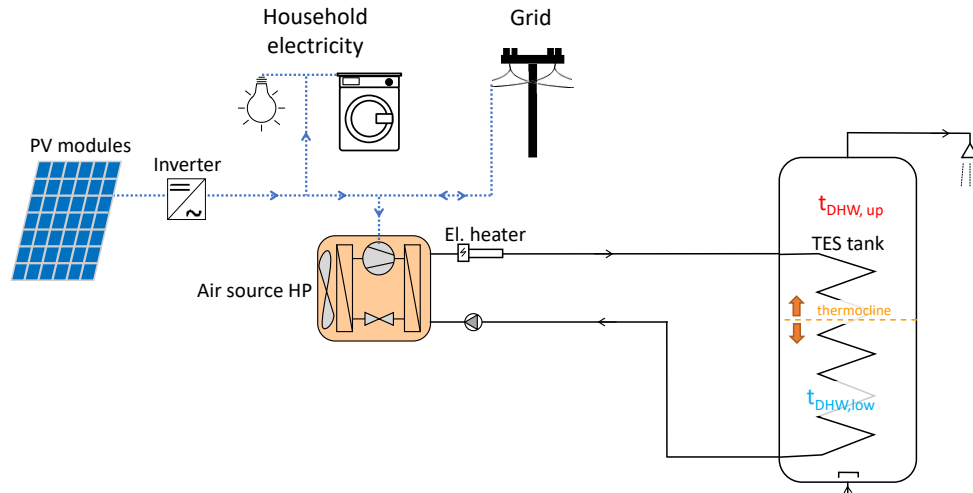 Household
electricity
Grid
PV modules
Inverter
El. heater
Air source HP
t_DHW, up
TES tank
thermocline
t_DHW,low